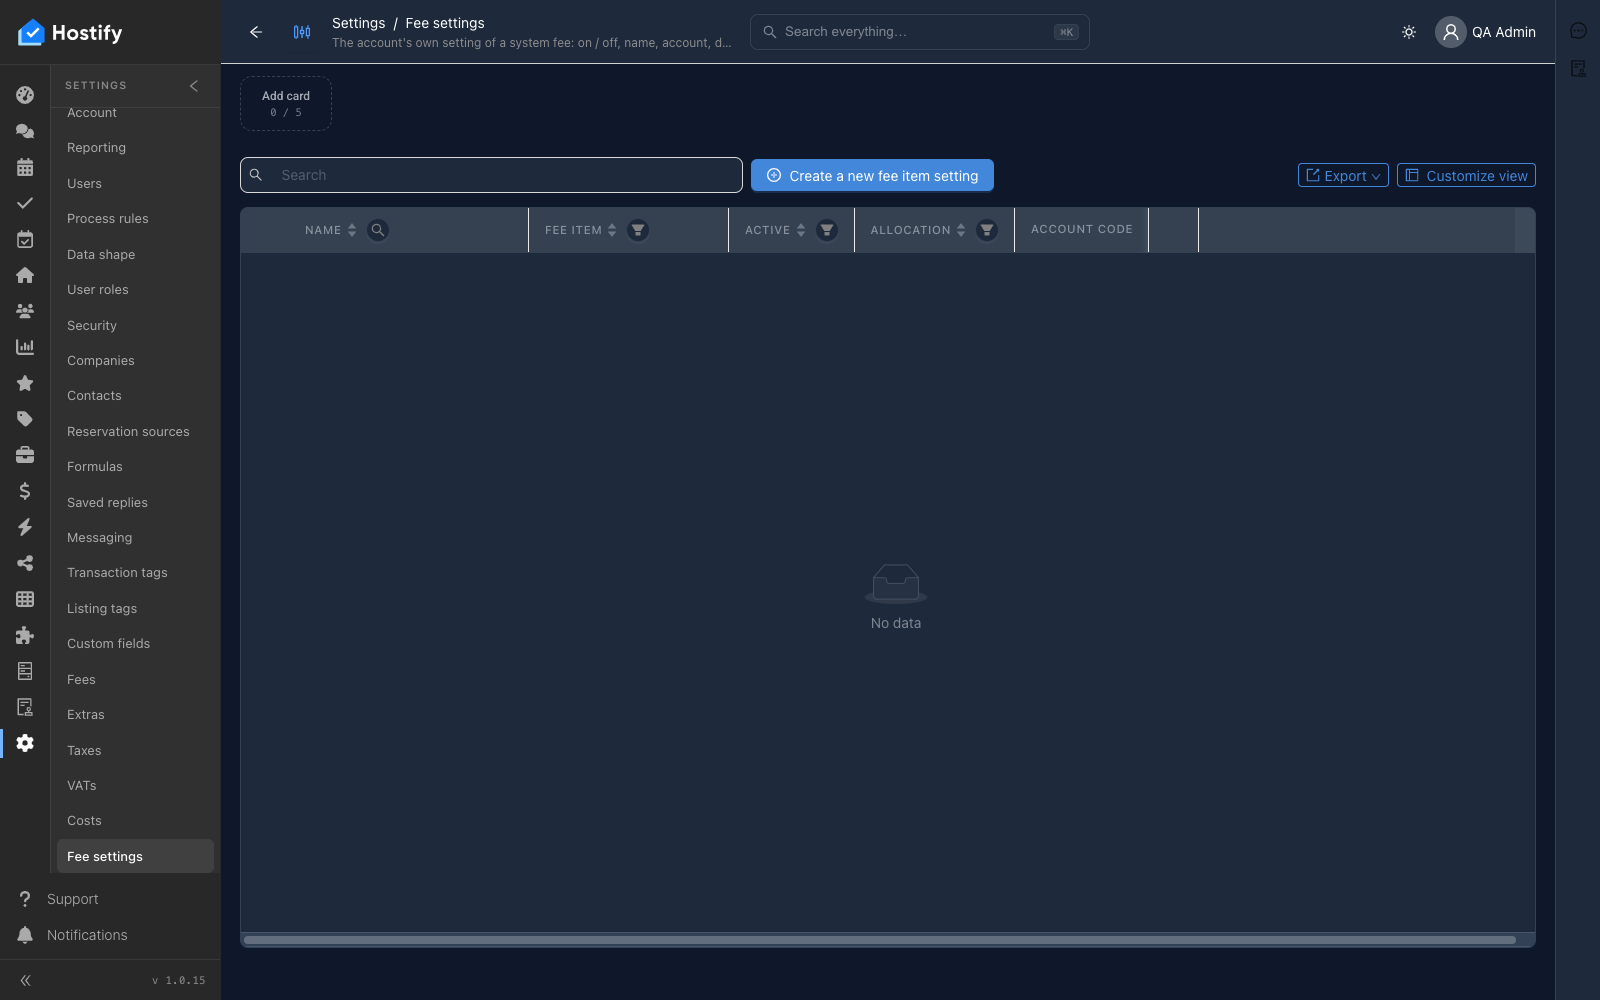 Hostify
Settings / Fee settings
The account's own setting of a system fee: on / off, name, account, d...
Search everything...
⌘K
QA Admin
SETTINGS
Account
Reporting
Users
Process rules
Data shape
User roles
Security
Companies
Contacts
Reservation sources
Formulas
Saved replies
Messaging
Transaction tags
Listing tags
Custom fields
Fees
Extras
Taxes
VATs
Costs
Fee settings
Support
Notifications
v 1.0.15
Add card
0 / 5
Search
Create a new fee item setting
Export
Customize view
NAME
FEE ITEM
ACTIVE
ALLOCATION
ACCOUNT CODE
No data